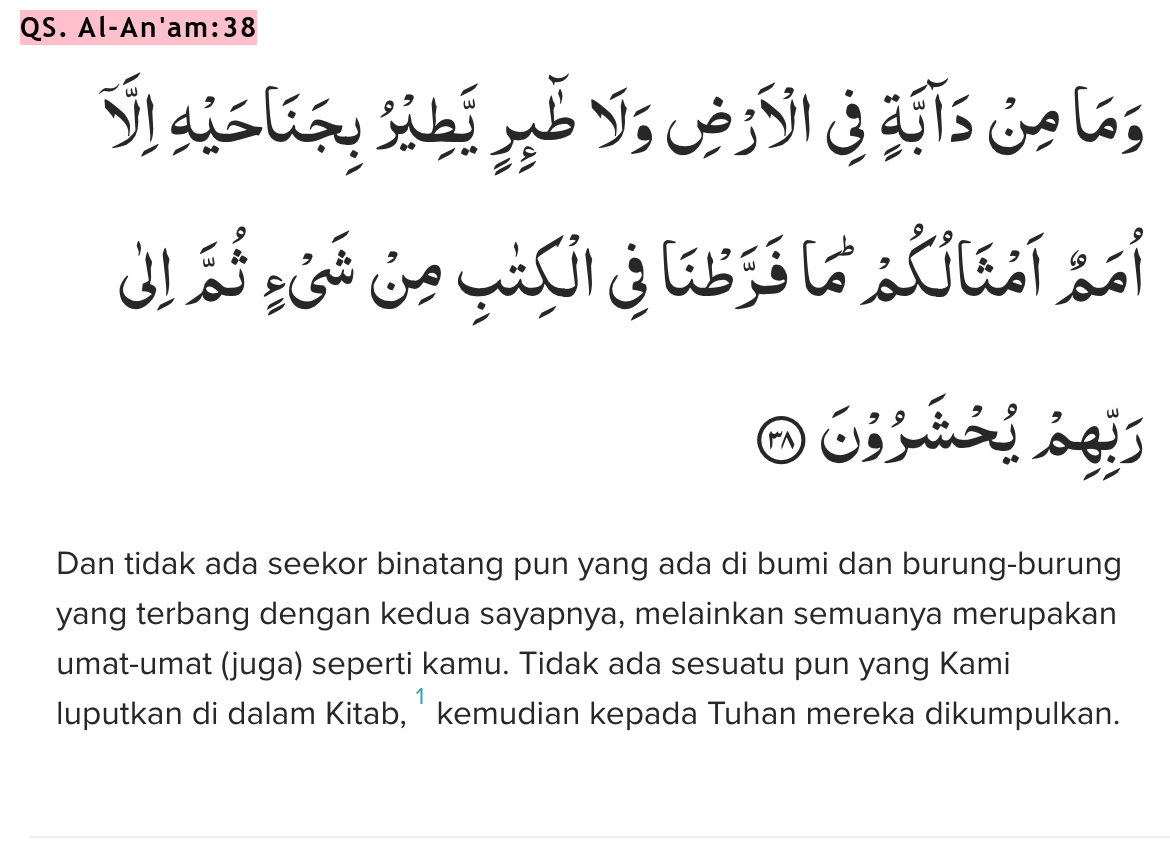 QS. Al-An'am:38
وَمَا مِنْ دَاۤبَّةٍ فِى الْاَرْضِ وَلَا طٰۤىِٕرٍ يَّطِيْرُ بِجَنَاحَيْهِ اِلَّآ
اُمَمٌ اَمْثَالُكُمْ ۗمَا فَرَّطْنَا فِى الْكِتٰبِ مِنْ شَيْءٍ ثُمَّ اِلٰى
رَبِّهِمْ يُحْشَرُوْنَ ٣٨
Dan tidak ada seekor binatang pun yang ada di bumi dan burung-burung
yang terbang dengan kedua sayapnya, melainkan semuanya merupakan
umat-umat (juga) seperti kamu. Tidak ada sesuatu pun yang Kami
luputkan di dalam Kitab, 1 kemudian kepada Tuhan mereka dikumpulkan.